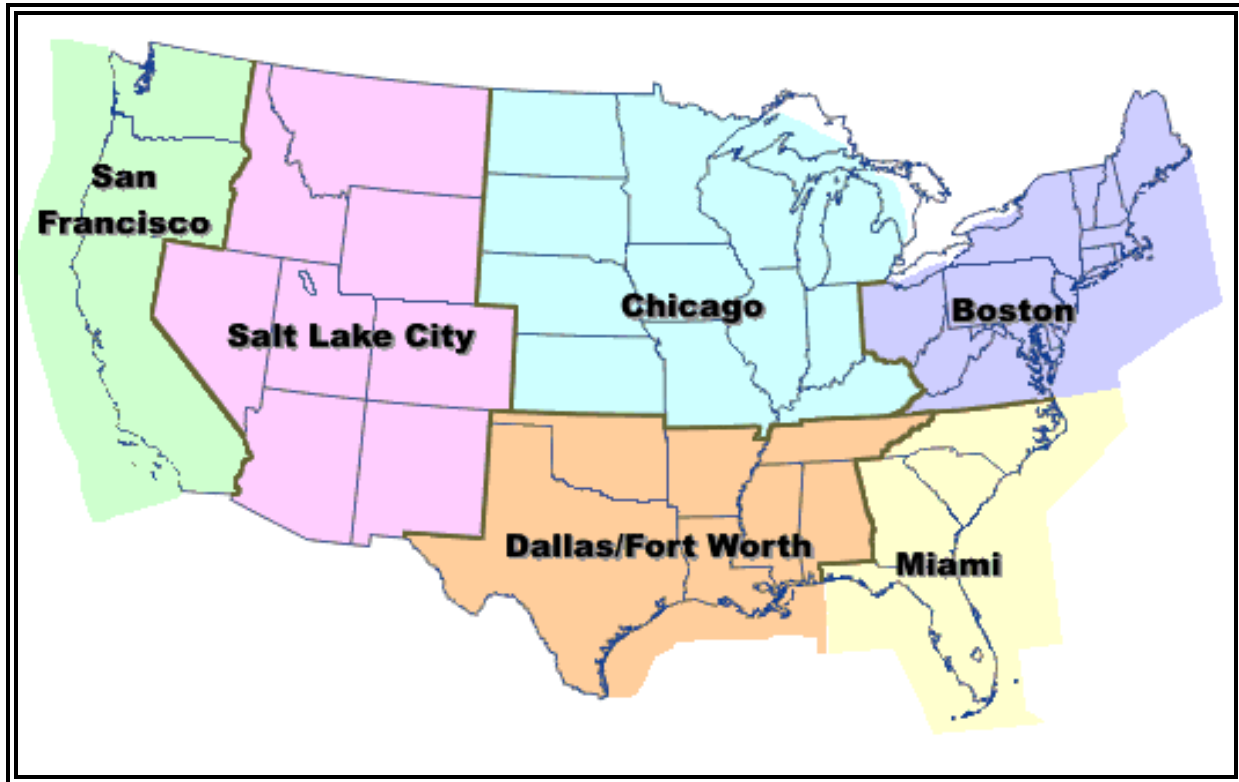 San
Francisco
Salt Lake City
Chicago
Boston
Dallas/Fort Worth
Miami